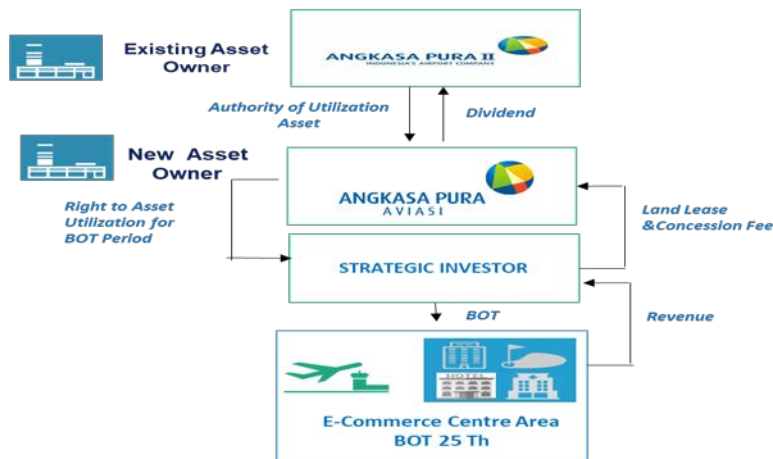 Existing Asset
Owner
ANGKASA PURA II
INDONESIA'S AIRPORT COMPANY
Authority of Utilization
Asset
Dividend
New Asset
Owner
ANGKASA PURA
AVIASI
Right to Asset
Utilization for
BOT Period
Land Lease
&Concession Fee
STRATEGIC INVESTOR
BOT
Revenue
HOTEL
E-Commerce Centre Area
BOT 25 Th